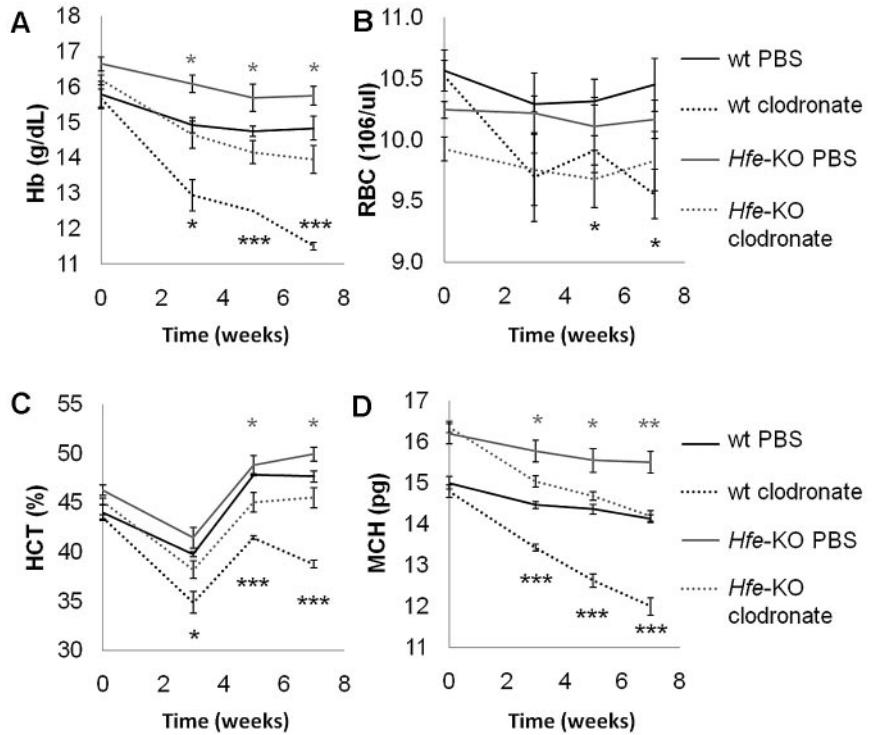 A
Hb (g/dL)
18
17
16
15
14
13
12
11
* * *
* *** ***
0 2 4 6 8
Time (weeks)
B
RBC (106/ul)
11.0
10.5
10.0
9.5
9.0
* *
0 2 4 6 8
Time (weeks)
wt PBS
wt clodronate
Hfe-KO PBS
Hfe-KO
clodronate
C
HCT (%)
55
50
45
40
35
30
* *
* *** ***
0 2 4 6 8
Time (weeks)
D
MCH (pg)
17
16
15
14
13
12
11
* * **
*** *** ***
0 2 4 6 8
Time (weeks)
wt PBS
wt clodronate
Hfe-KO PBS
Hfe-KO
clodronate